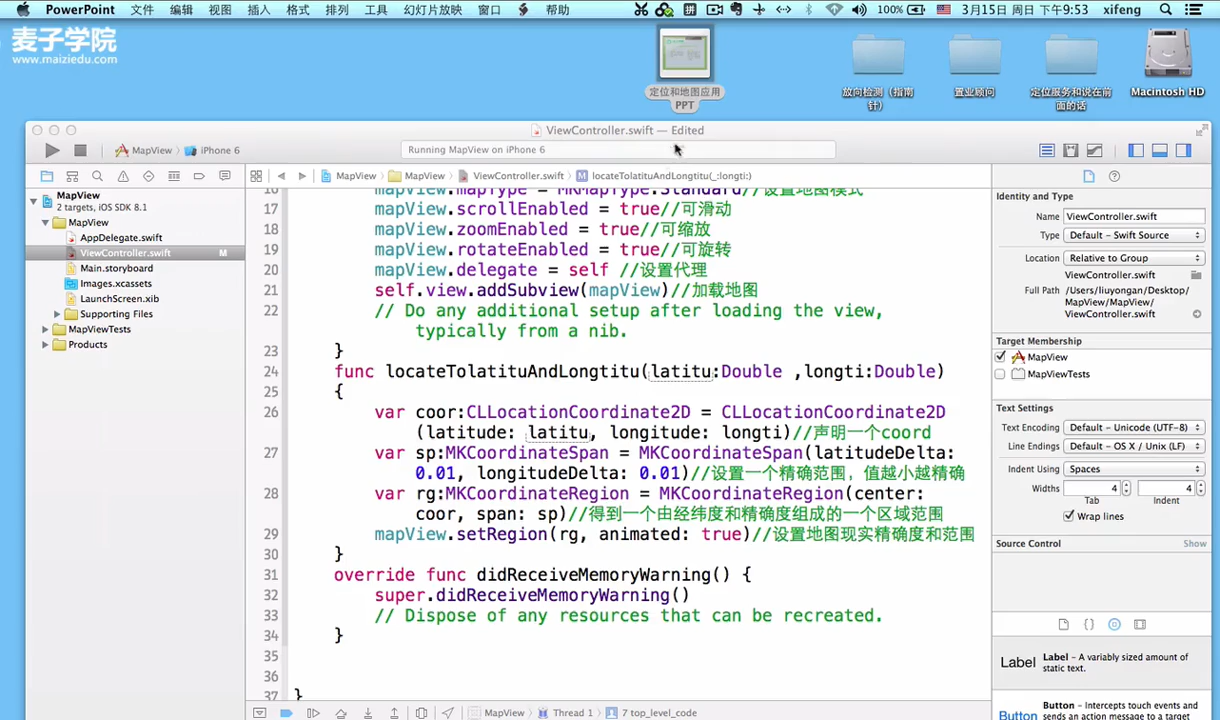 PowerPoint 文件 编辑 视图 插入 格式 排列 工具 幻灯片放映 窗口 帮助 拼 100% 3月15日 周日 下午9:53 xifeng
麦子学院
www.maiziedu.com
定位和地图应用
PPT
放向检测（指南
针）
置业顾问
定位服务和说在前
面的话
Macintosh HD
ViewController.swift — Edited
MapView 〉 iPhone 6
Running MapView on iPhone 6
MapView 〉 MapView 〉 ViewController.swift 〉 M locateTolatituAndLongtitu(_:longti:)
MapView
2 targets, iOS SDK 8.1
MapView
AppDelegate.swift
ViewController.swift M
Main.storyboard
Images.xcassets
LaunchScreen.xib
Supporting Files
MapViewTests
Products
16 mapView.mapType = MKMapType.Standard//设置地图模式
17 mapView.scrollEnabled = true//可滑动
18 mapView.zoomEnabled = true//可缩放
19 mapView.rotateEnabled = true//可旋转
20 mapView.delegate = self //设置代理
21 self.view.addSubview(mapView)//加载地图
22 // Do any additional setup after loading the view,
typically from a nib.
23 }
24 func locateTolatituAndLongtitu(latitu:Double ,longti:Double)
25 {
26 var coor:CLLocationCoordinate2D = CLLocationCoordinate2D
(latitude: latitu, longitude: longti)//声明一个coord
27 var sp:MKCoordinateSpan = MKCoordinateSpan(latitudeDelta:
0.01, longitudeDelta: 0.01)//设置一个精确范围，值越小越精确
28 var rg:MKCoordinateRegion = MKCoordinateRegion(center:
coor, span: sp)//得到一个由经纬度和精确度组成的一个区域范围
29 mapView.setRegion(rg, animated: true)//设置地图现实精确度和范围
30 }
31 override func didReceiveMemoryWarning() {
32 super.didReceiveMemoryWarning()
33 // Dispose of any resources that can be recreated.
34 }
35
36
37 }
MapView 〉 Thread 1 〉 7 top_level_code
Identity and Type
Name ViewController.swift
Type Default - Swift Source
Location Relative to Group
ViewController.swift
Full Path /Users/liuyongan/Desktop/
MapView/MapView/
ViewController.swift
Target Membership
MapView
MapViewTests
Text Settings
Text Encoding Default - Unicode (UTF-8)
Line Endings Default - OS X / Unix (LF)
Indent Using Spaces
Widths 4 4
Tab Indent
Wrap lines
Source Control Show
{ }
Label Label – A variably sized amount of
static text.
Button Button – Intercepts touch events and
sends an action message to a target